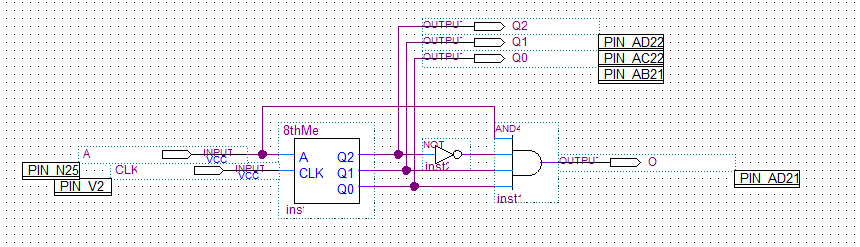 OUTPUT Q2
OUTPUT Q1 PIN_AD22
OUTPUT Q0 PIN_AC22
PIN_AB21
8thMe AND4
A INPUT VCC A Q2 NOT
PIN_N25 CLK INPUT VCC CLK Q1 inst2 OUTPUT O
PIN_V2 Q0 PIN_AD21
inst inst1